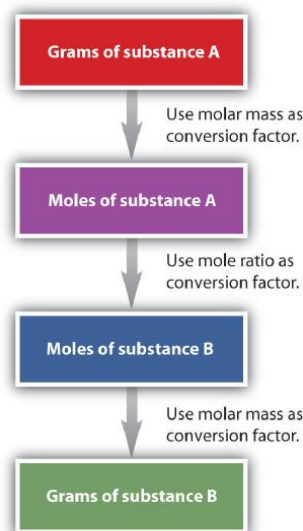 Grams of substance A
Use molar mass as
conversion factor.
Moles of substance A
Use mole ratio as
conversion factor.
Moles of substance B
Use molar mass as
conversion factor.
Grams of substance B